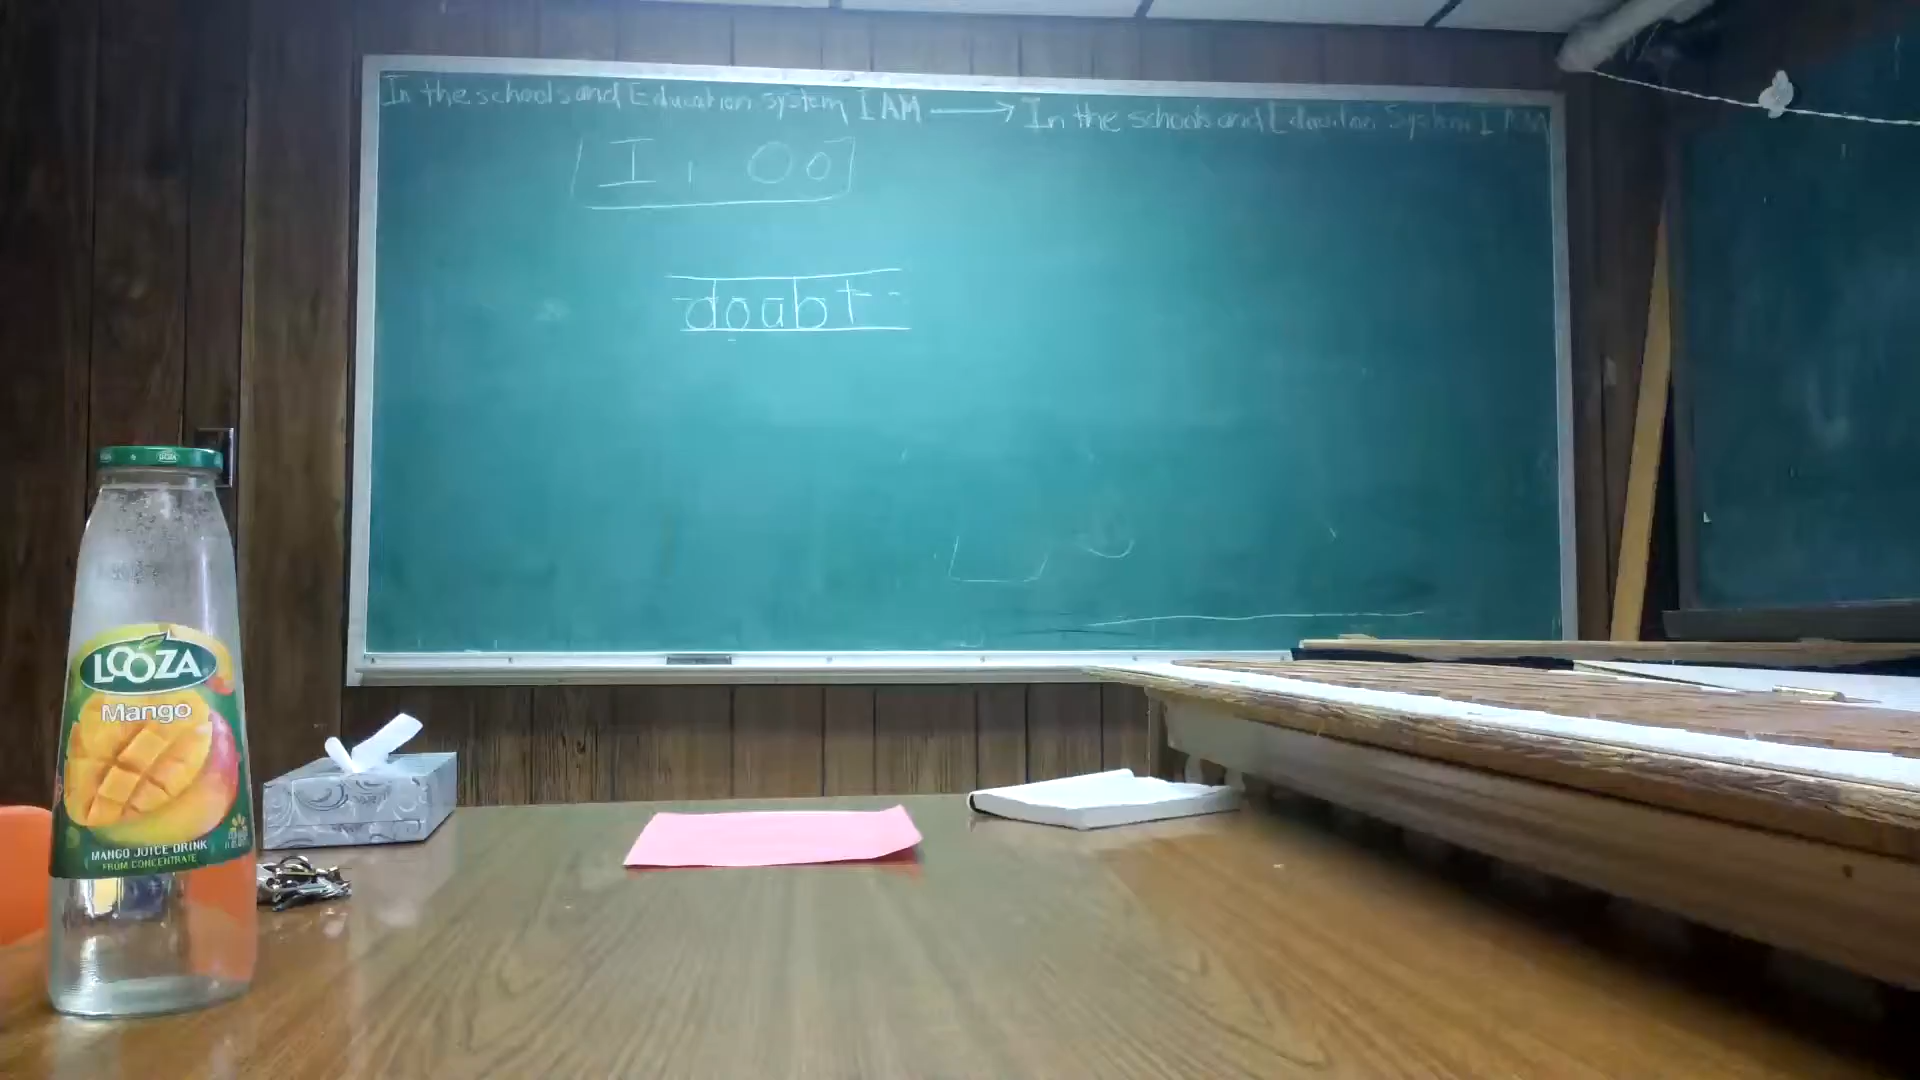 In the schools and Education system I AM → In the schools and Education System I AM
I, Oo
doubt
LOOZA
Mango
MANGO JUICE DRINK
FROM CONCENTRATE